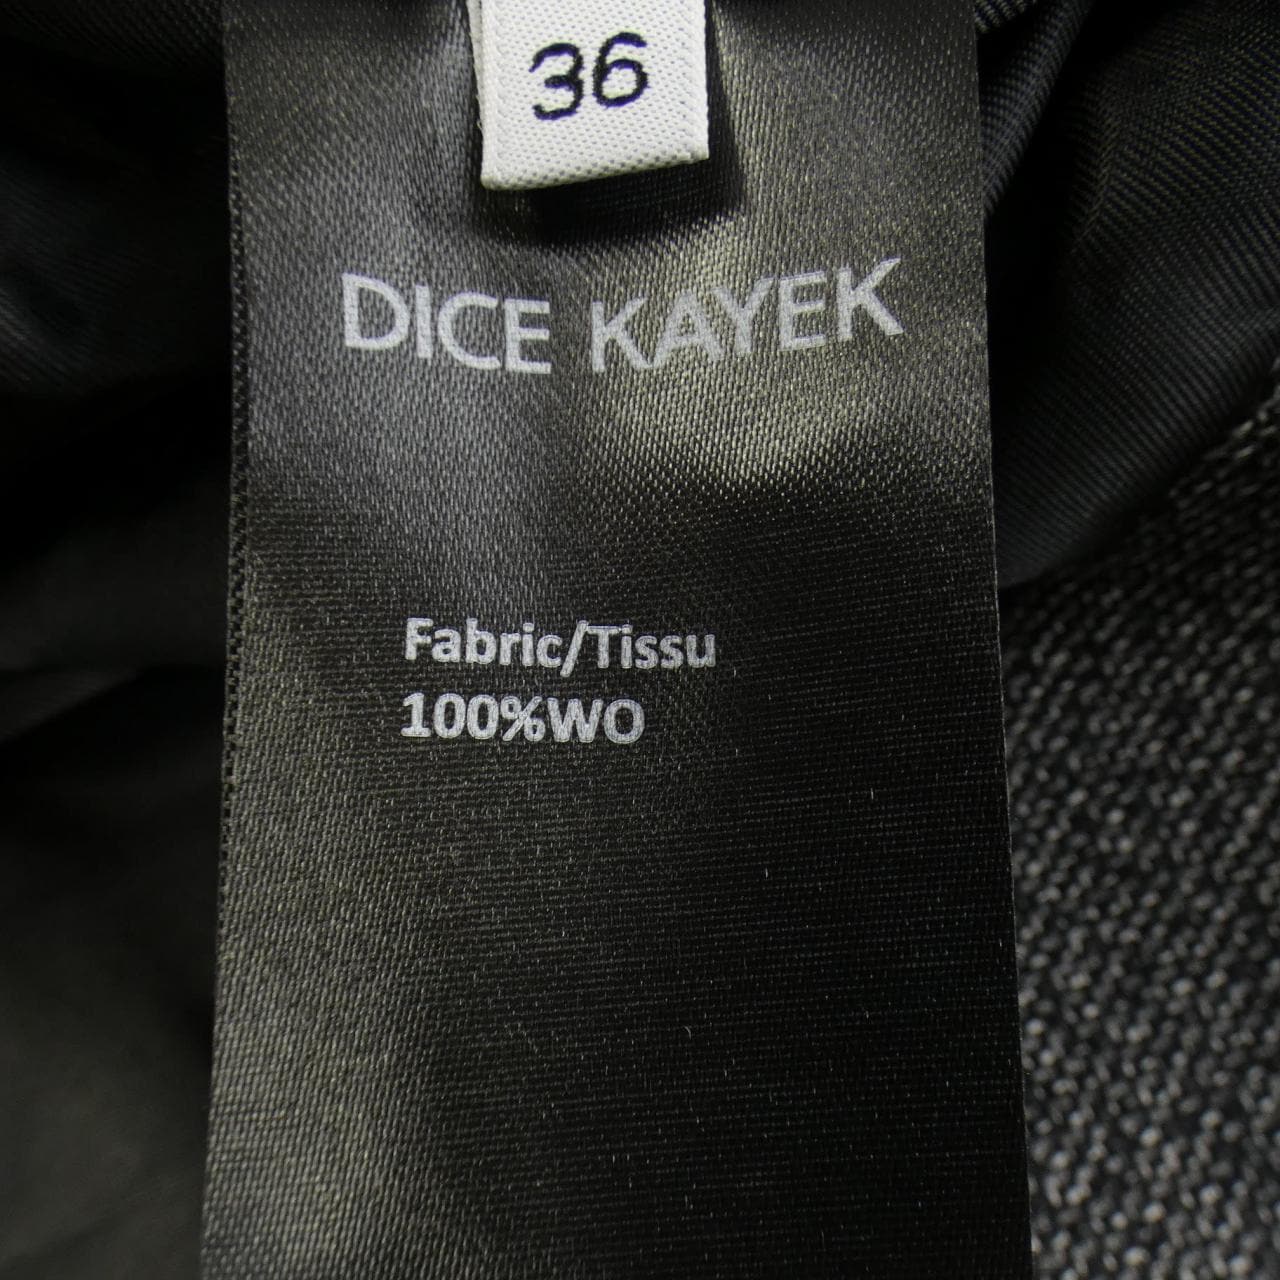 36
DICE KAYEK
Fabric/Tissu
100%WO